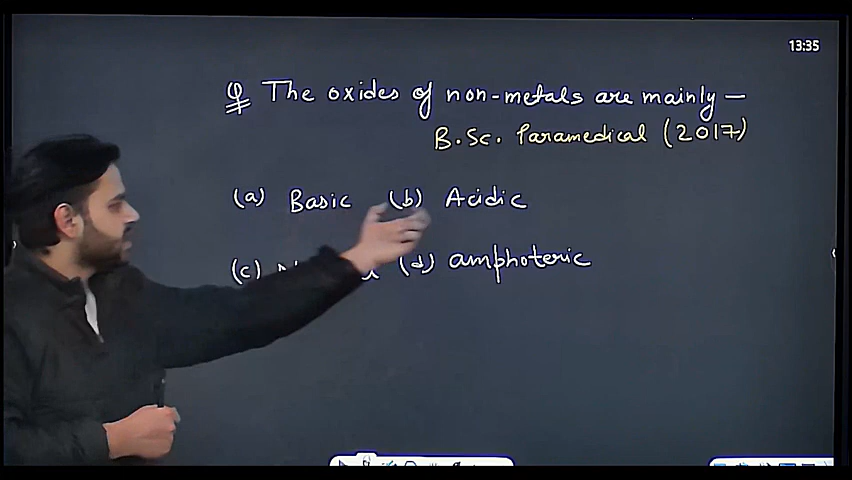 13:35
Q The oxides of non-metals are mainly —
B.Sc. Paramedical (2017)
(a) Basic (b) Acidic
(c) (d) amphoteric